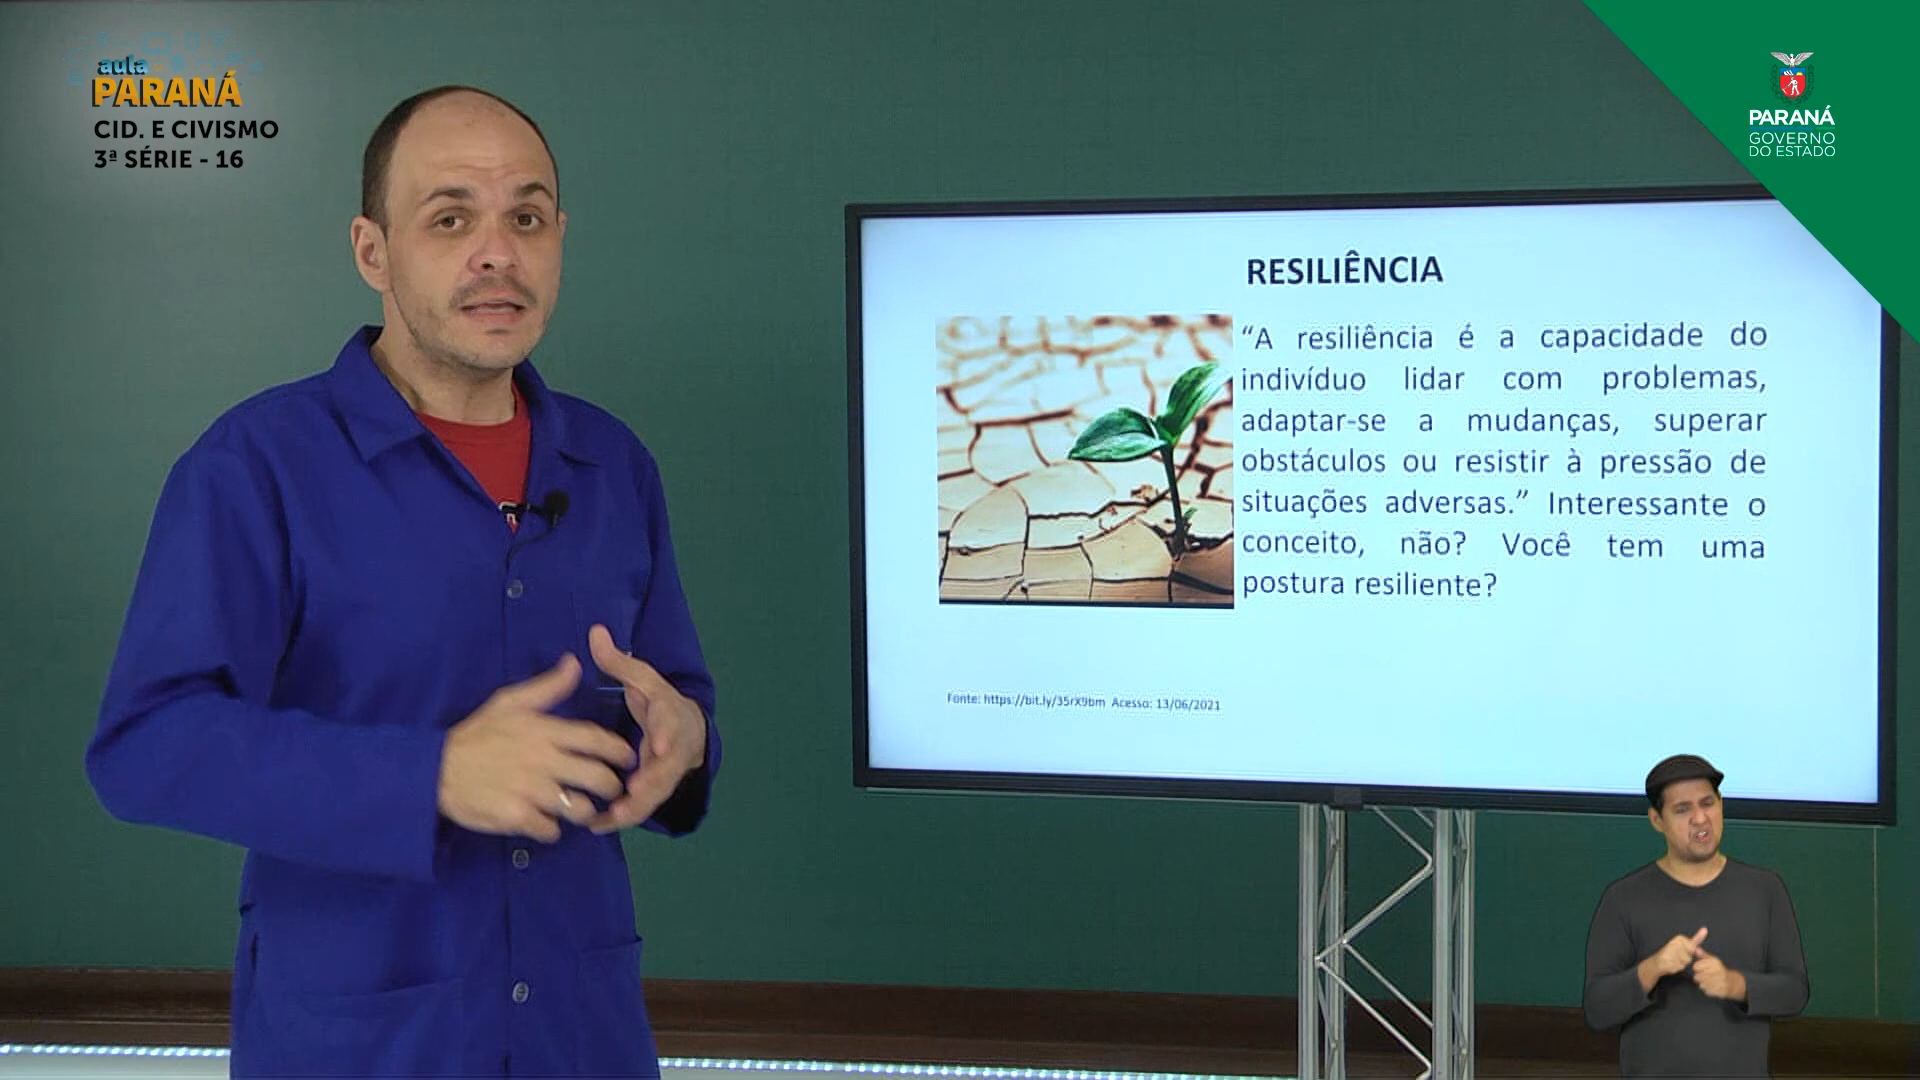 aula
PARANÁ
CID. E CIVISMO
3ª SÉRIE - 16
PARANÁ
GOVERNO
DO ESTADO
RESILIÊNCIA
“A resiliência é a capacidade do
indivíduo lidar com problemas,
adaptar-se a mudanças, superar
obstáculos ou resistir à pressão de
situações adversas.” Interessante o
conceito, não? Você tem uma
postura resiliente?
Fonte: https://bit.ly/35rX9bm Acesso: 13/06/2021